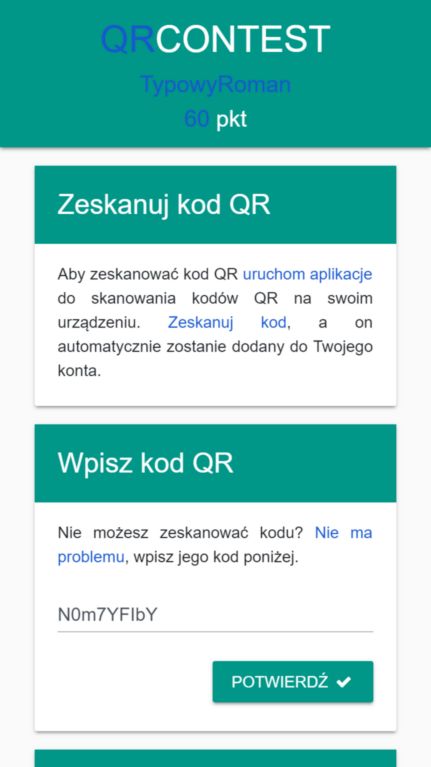 QRCONTEST
TypowyRoman
60 pkt
Zeskanuj kod QR
Aby zeskanować kod QR uruchom aplikacje
do skanowania kodów QR na swoim
urządzeniu. Zeskanuj kod, a on
automatycznie zostanie dodany do Twojego
konta.
Wpisz kod QR
Nie możesz zeskanować kodu? Nie ma
problemu, wpisz jego kod poniżej.
N0m7YFIbY
POTWIERDŹ